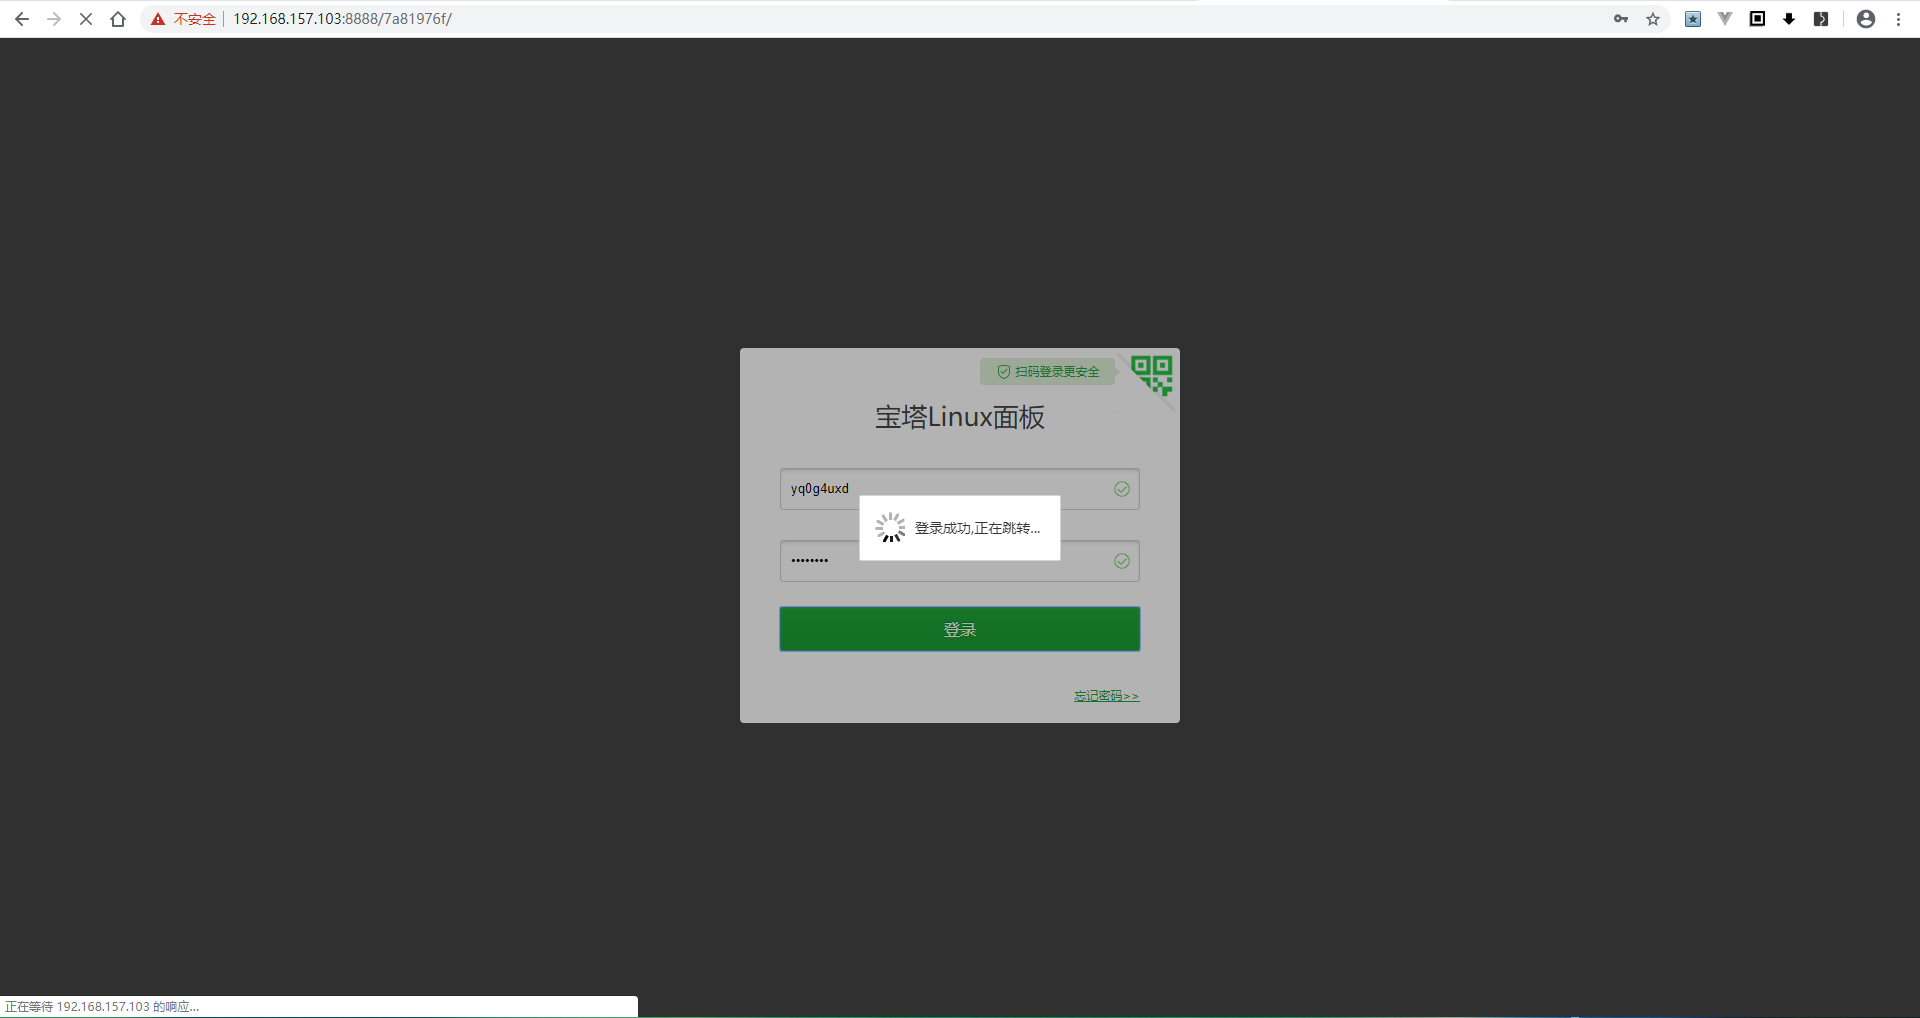 不安全 192.168.157.103:8888/7a81976f/
扫码登录更安全
宝塔Linux面板
yq0g4uxd
登录成功,正在跳转...
••••••••
登录
忘记密码>>
正在等待 192.168.157.103 的响应...